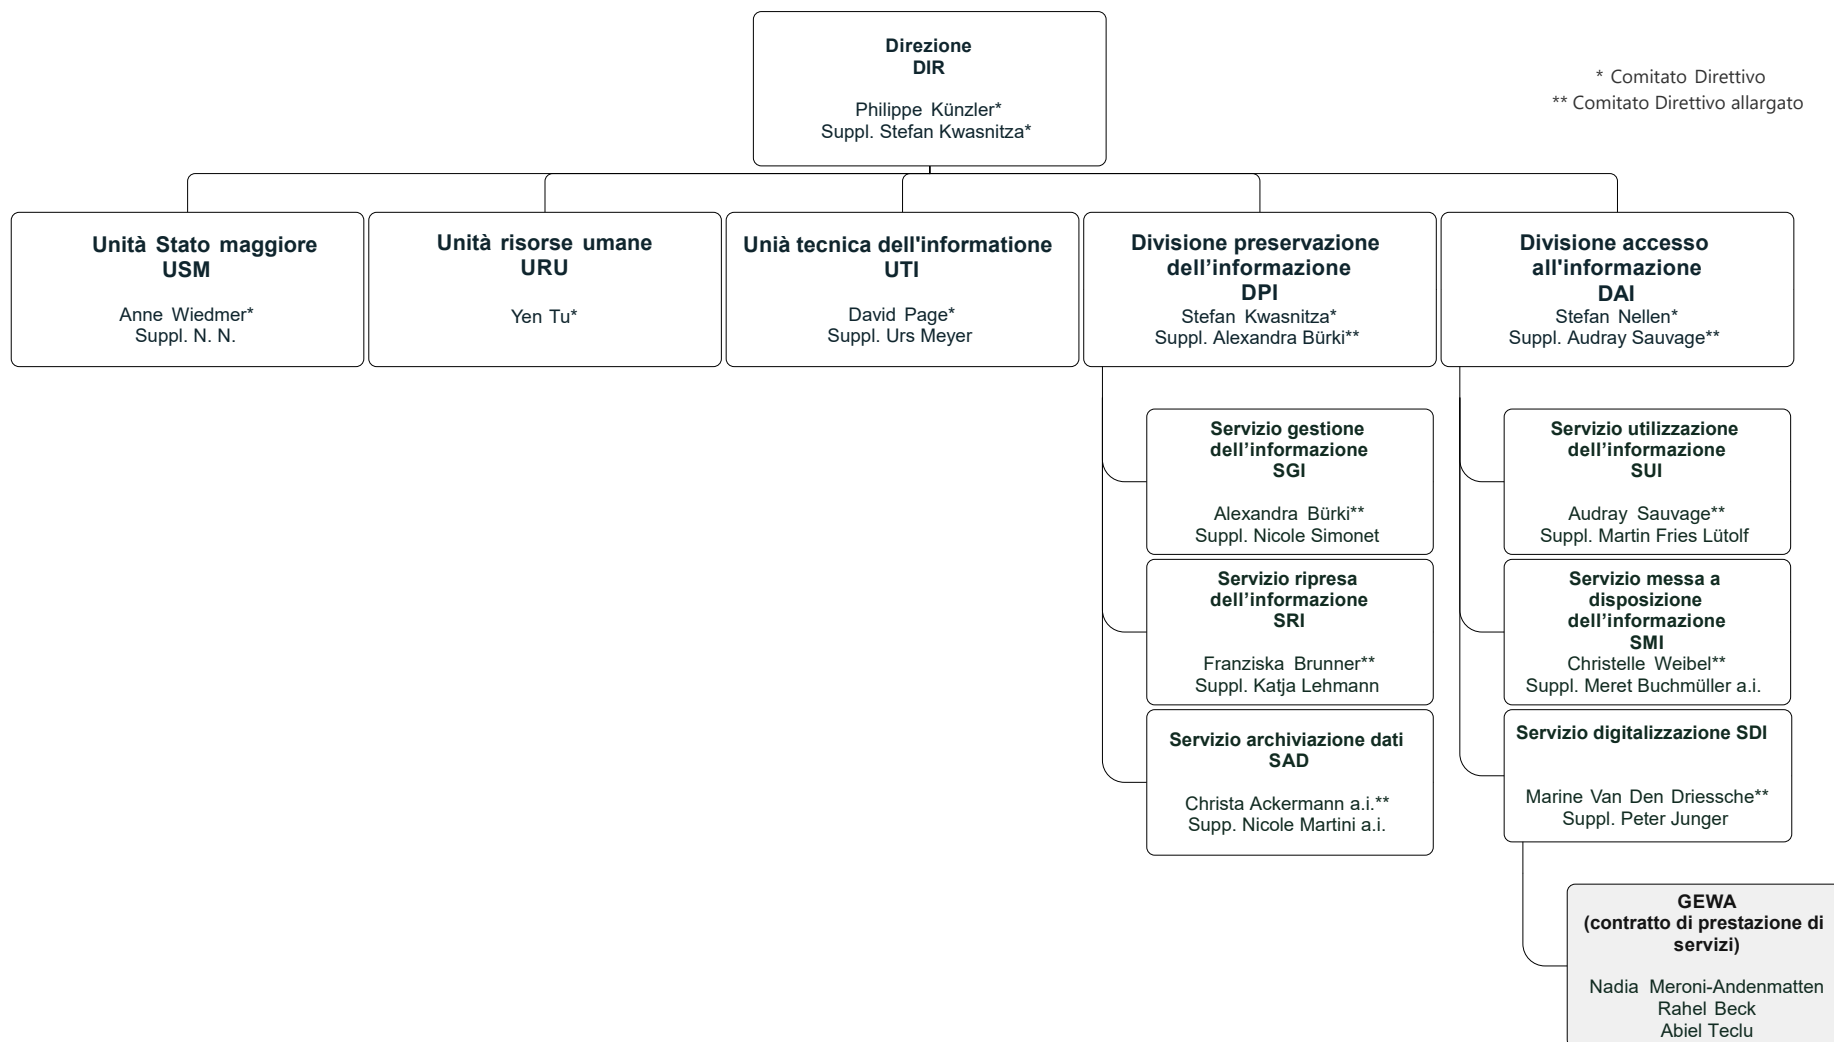 Direzione
DIR
Philippe Künzler*
Suppl. Stefan Kwasnitza*
* Comitato Direttivo
** Comitato Direttivo allargato
Unità Stato maggiore
USM
Anne Wiedmer*
Suppl. N. N.
Unità risorse umane
URU
Yen Tu*
Unià tecnica dell'informatione
UTI
David Page*
Suppl. Urs Meyer
Divisione preservazione
dell’informazione
DPI
Stefan Kwasnitza*
Suppl. Alexandra Bürki**
Divisione accesso
all'informazione
DAI
Stefan Nellen*
Suppl. Audray Sauvage**
Servizio gestione
dell’informazione
SGI
Alexandra Bürki**
Suppl. Nicole Simonet
Servizio ripresa
dell’informazione
SRI
Franziska Brunner**
Suppl. Katja Lehmann
Servizio archiviazione dati
SAD
Christa Ackermann a.i.**
Supp. Nicole Martini a.i.
Servizio utilizzazione
dell’informazione
SUI
Audray Sauvage**
Suppl. Martin Fries Lütolf
Servizio messa a
disposizione
dell’informazione
SMI
Christelle Weibel**
Suppl. Meret Buchmüller a.i.
Servizio digitalizzazione SDI
Marine Van Den Driessche**
Suppl. Peter Junger
GEWA
(contratto di prestazione di
servizi)
Nadia Meroni-Andenmatten
Rahel Beck
Abiel Teclu